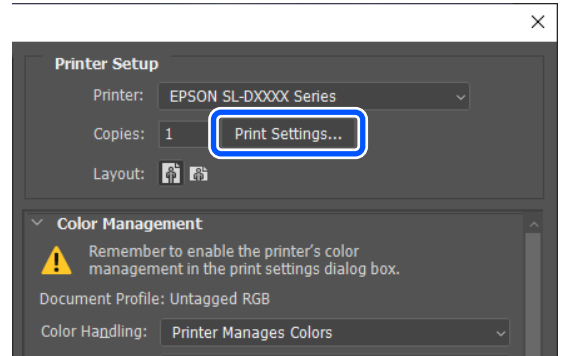 Printer Setup
Printer: EPSON SL-DXXXX Series
Copies: 1 Print Settings...
Layout:
Color Management
Remember to enable the printer's color
management in the print settings dialog box.
Document Profile: Untagged RGB
Color Handling: Printer Manages Colors